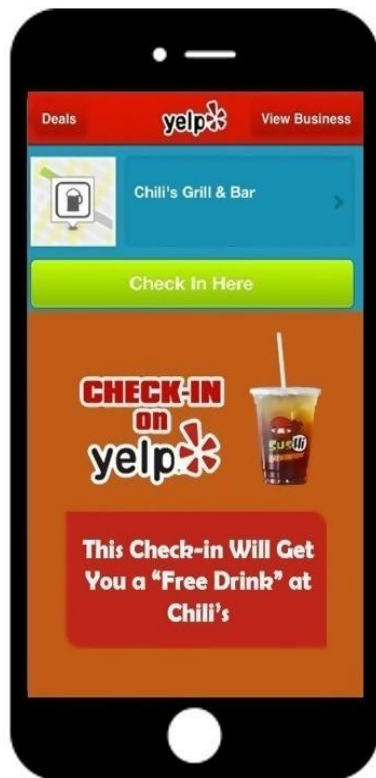 Deals
yelp
View Business
Chili's Grill & Bar
Check In Here
CHECK-IN
on
yelp
SUSHi
This Check-in Will Get
You a “Free Drink” at
Chili’s